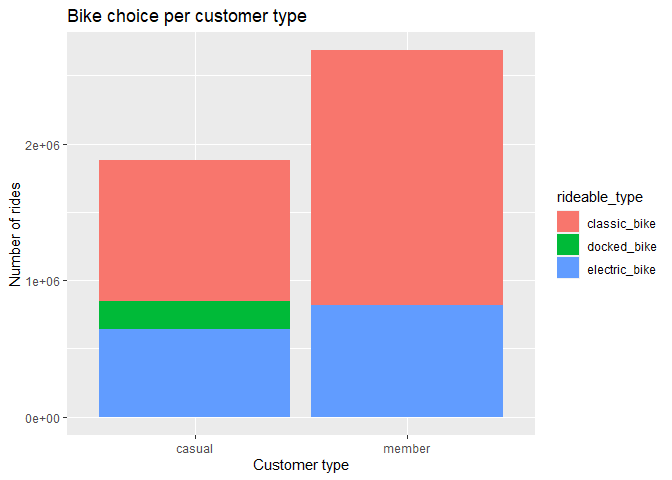 Bike choice per customer type
Number of rides
2e+06
1e+06
0e+00
casual
member
Customer type
rideable_type
classic_bike
docked_bike
electric_bike